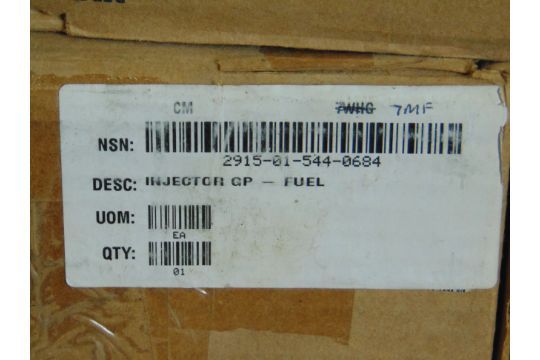 CM 7WHG 7MF
NSN:
2915-01-544-0684
DESC: INJECTOR GP - FUEL
UOM:
EA
QTY:
01